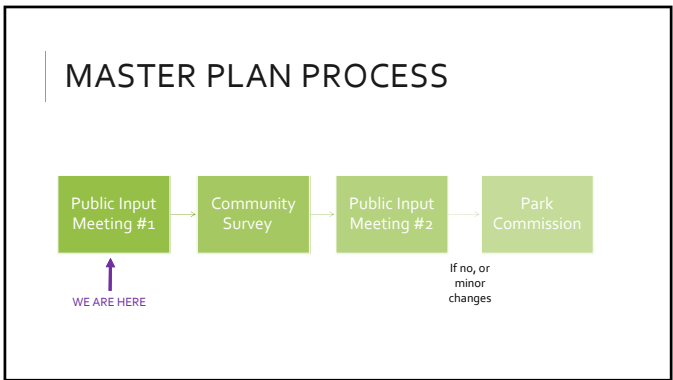 MASTER PLAN PROCESS
Public Input
Meeting #1
Community
Survey
Public Input
Meeting #2
Park
Commission
If no, or
minor
changes
WE ARE HERE